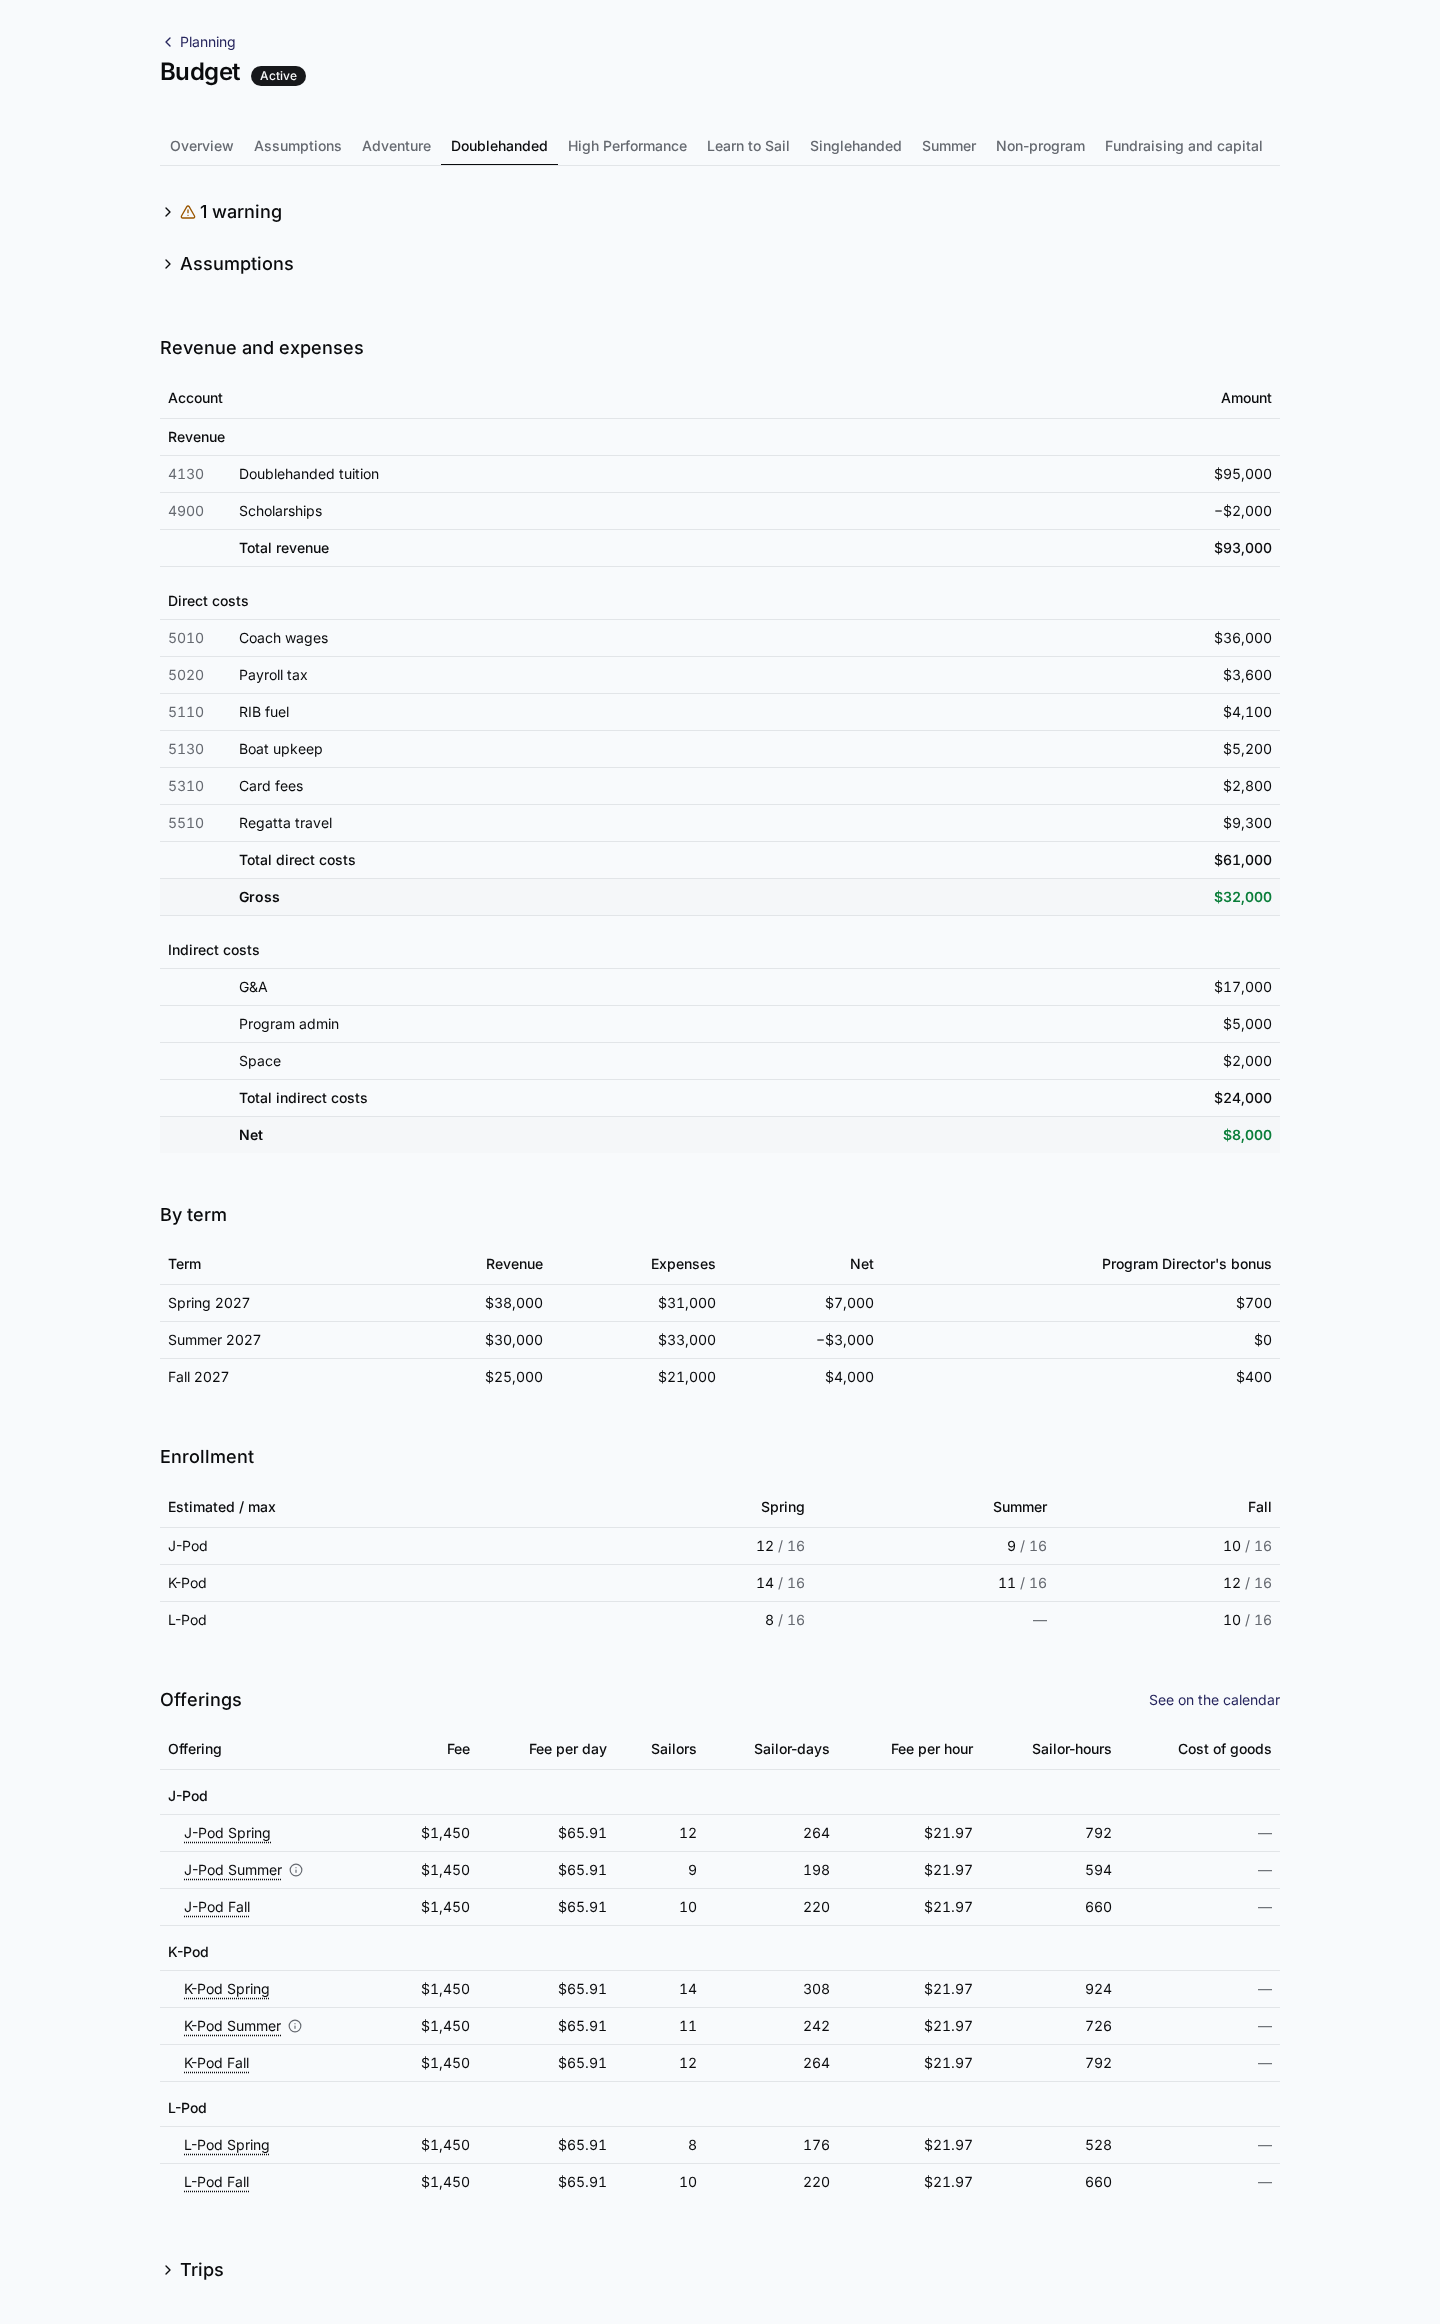 Planning
Budget Active
Overview Assumptions Adventure Doublehanded High Performance Learn to Sail Singlehanded Summer Non-program Fundraising and capital
1 warning
Assumptions
Revenue and expenses
Account Amount
Revenue
4130 Doublehanded tuition $95,000
4900 Scholarships −$2,000
Total revenue $93,000
Direct costs
5010 Coach wages $36,000
5020 Payroll tax $3,600
5110 RIB fuel $4,100
5130 Boat upkeep $5,200
5310 Card fees $2,800
5510 Regatta travel $9,300
Total direct costs $61,000
Gross $32,000
Indirect costs
G&A $17,000
Program admin $5,000
Space $2,000
Total indirect costs $24,000
Net $8,000
By term
Term Revenue Expenses Net Program Director's bonus
Spring 2027 $38,000 $31,000 $7,000 $700
Summer 2027 $30,000 $33,000 −$3,000 $0
Fall 2027 $25,000 $21,000 $4,000 $400
Enrollment
Estimated / max Spring Summer Fall
J-Pod 12 / 16 9 / 16 10 / 16
K-Pod 14 / 16 11 / 16 12 / 16
L-Pod 8 / 16 — 10 / 16
Offerings See on the calendar
Offering Fee Fee per day Sailors Sailor-days Fee per hour Sailor-hours Cost of goods
J-Pod
J-Pod Spring $1,450 $65.91 12 264 $21.97 792 —
J-Pod Summer $1,450 $65.91 9 198 $21.97 594 —
J-Pod Fall $1,450 $65.91 10 220 $21.97 660 —
K-Pod
K-Pod Spring $1,450 $65.91 14 308 $21.97 924 —
K-Pod Summer $1,450 $65.91 11 242 $21.97 726 —
K-Pod Fall $1,450 $65.91 12 264 $21.97 792 —
L-Pod
L-Pod Spring $1,450 $65.91 8 176 $21.97 528 —
L-Pod Fall $1,450 $65.91 10 220 $21.97 660 —
Trips